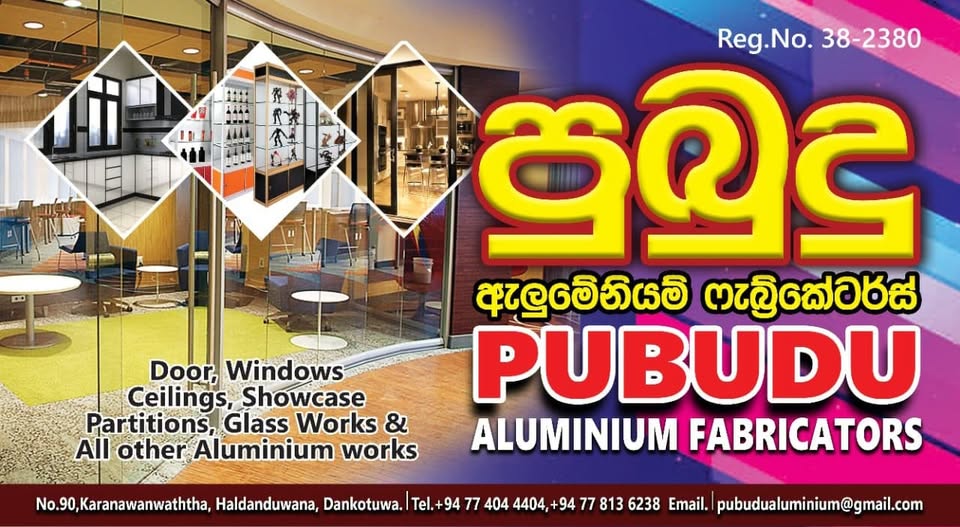 Reg.No. 38-2380
පුබුදු
ඇලුමේනියම් ෆැබ්‍රිකේටර්ස්
PUBUDU
ALUMINIUM FABRICATORS
Door, Windows
Ceilings, Showcase
Partitions, Glass Works &
All other Aluminium works
No.90,Karanawanwaththa, Haldanduwana, Dankotuwa. Tel.+94 77 404 4404,+94 77 813 6238 Email. pubudualuminium@gmail.com